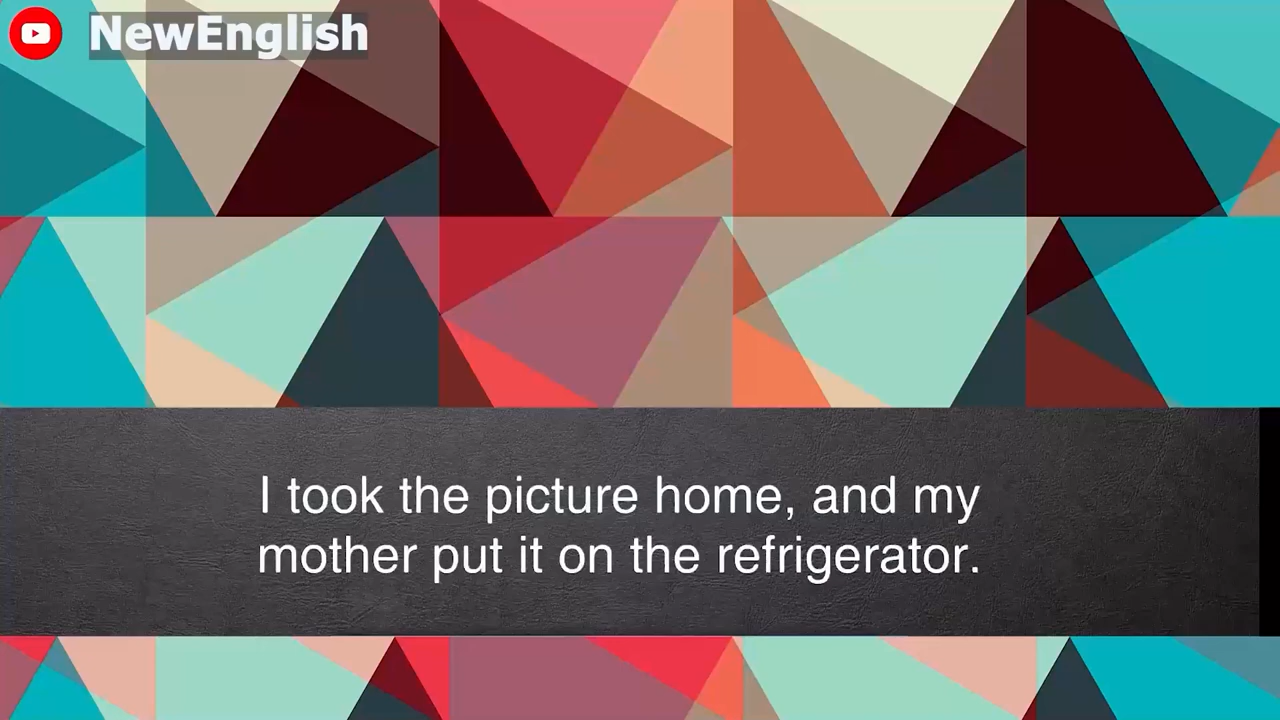 NewEnglish
I took the picture home, and my
mother put it on the refrigerator.